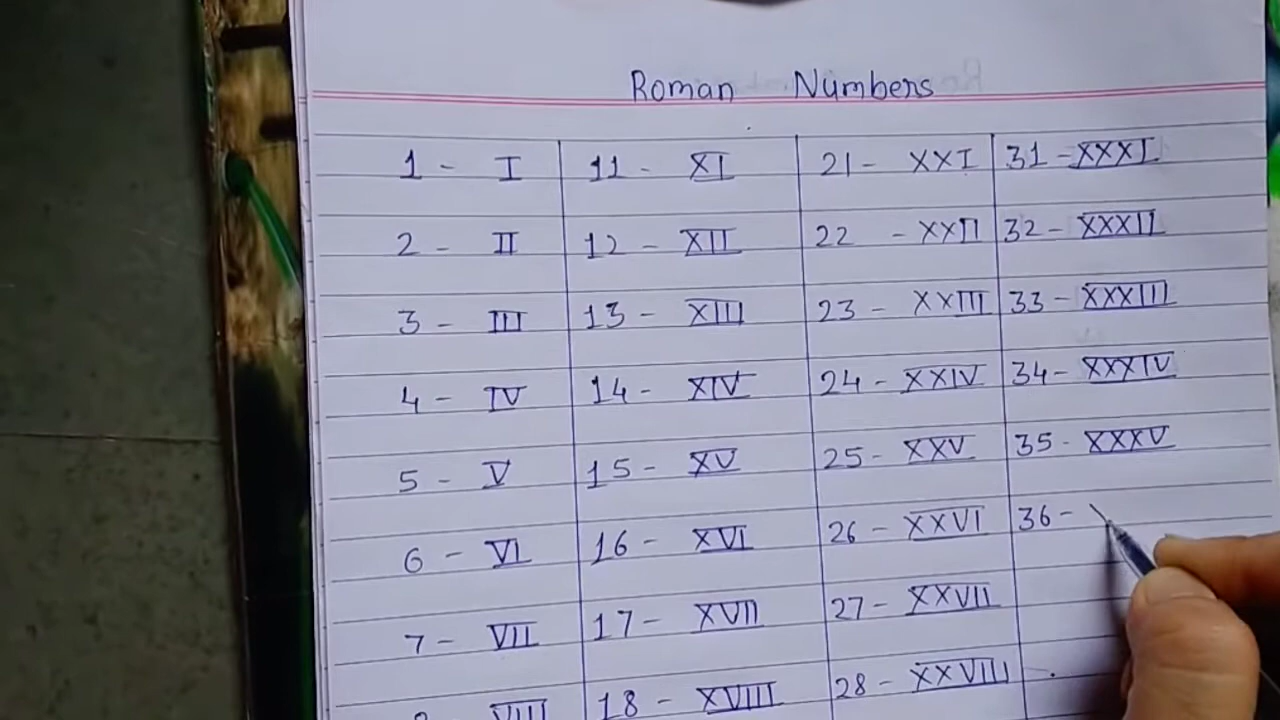 Roman Numbers
1 - I 11 - XI 21 - XXI 31 - XXXI
2 - II 12 - XII 22 - XXII 32 - XXXII
3 - III 13 - XIII 23 - XXIII 33 - XXXIII
4 - IV 14 - XIV 24 - XXIV 34 - XXXIV
5 - V 15 - XV 25 - XXV 35 - XXXV
6 - VI 16 - XVI 26 - XXVI 36 -
7 - VII 17 - XVII 27 - XXVII
VIII 18 - XVIII 28 - XXVIII